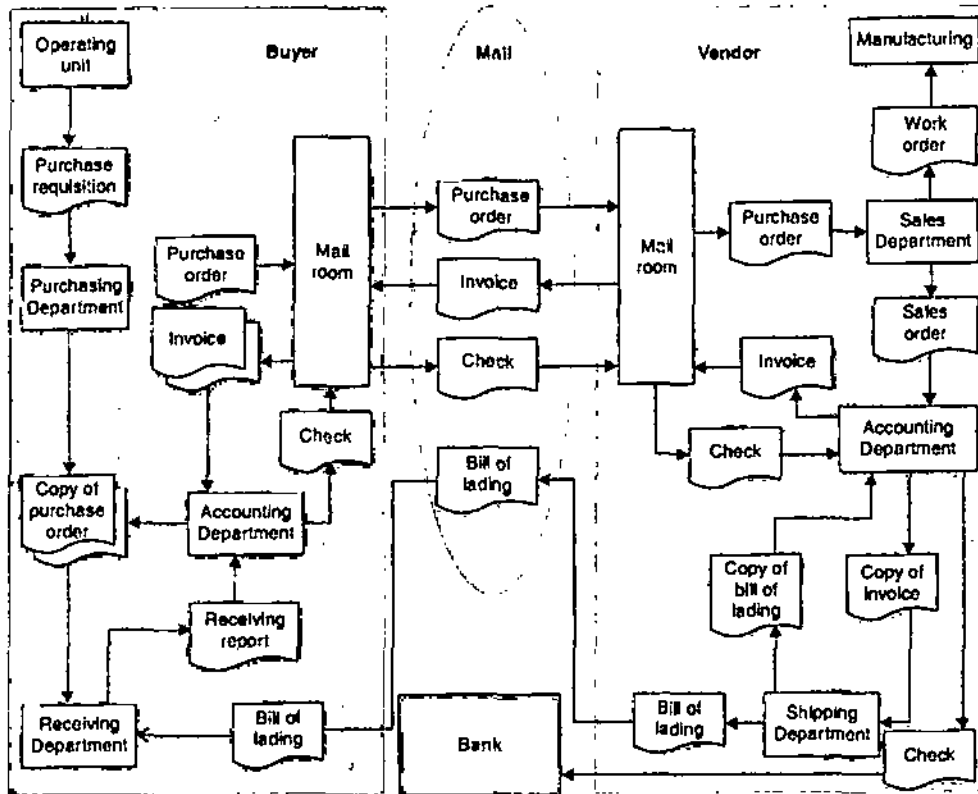 Operating
unit
Buyer
Mail
Vendor
Manufacturing
Work
order
Purchase
requisition
Purchase
order
Purchase
order
Sales
Department
Mail
room
Mail
room
Purchase
order
Purchasing
Department
Invoice
Invoice
Sales
order
Check
Invoice
Check
Check
Accounting
Department
Bill of
lading
Copy of
purchase
order
Accounting
Department
Copy of
bill of
lading
Copy of
invoice
Receiving
report
Receiving
Department
Bill of
lading
Bank
Bill of
lading
Shipping
Department
Check